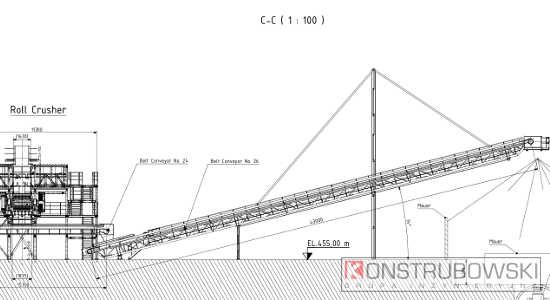 C-C ( 1 : 100 )
Roll Crusher
Belt Conveyor No. 24
Belt Conveyor No. 26
Mauer
EL.455,00 m
Mauer
KONSTRUBOWSKI
GRUPA INŻYNIERYJNA